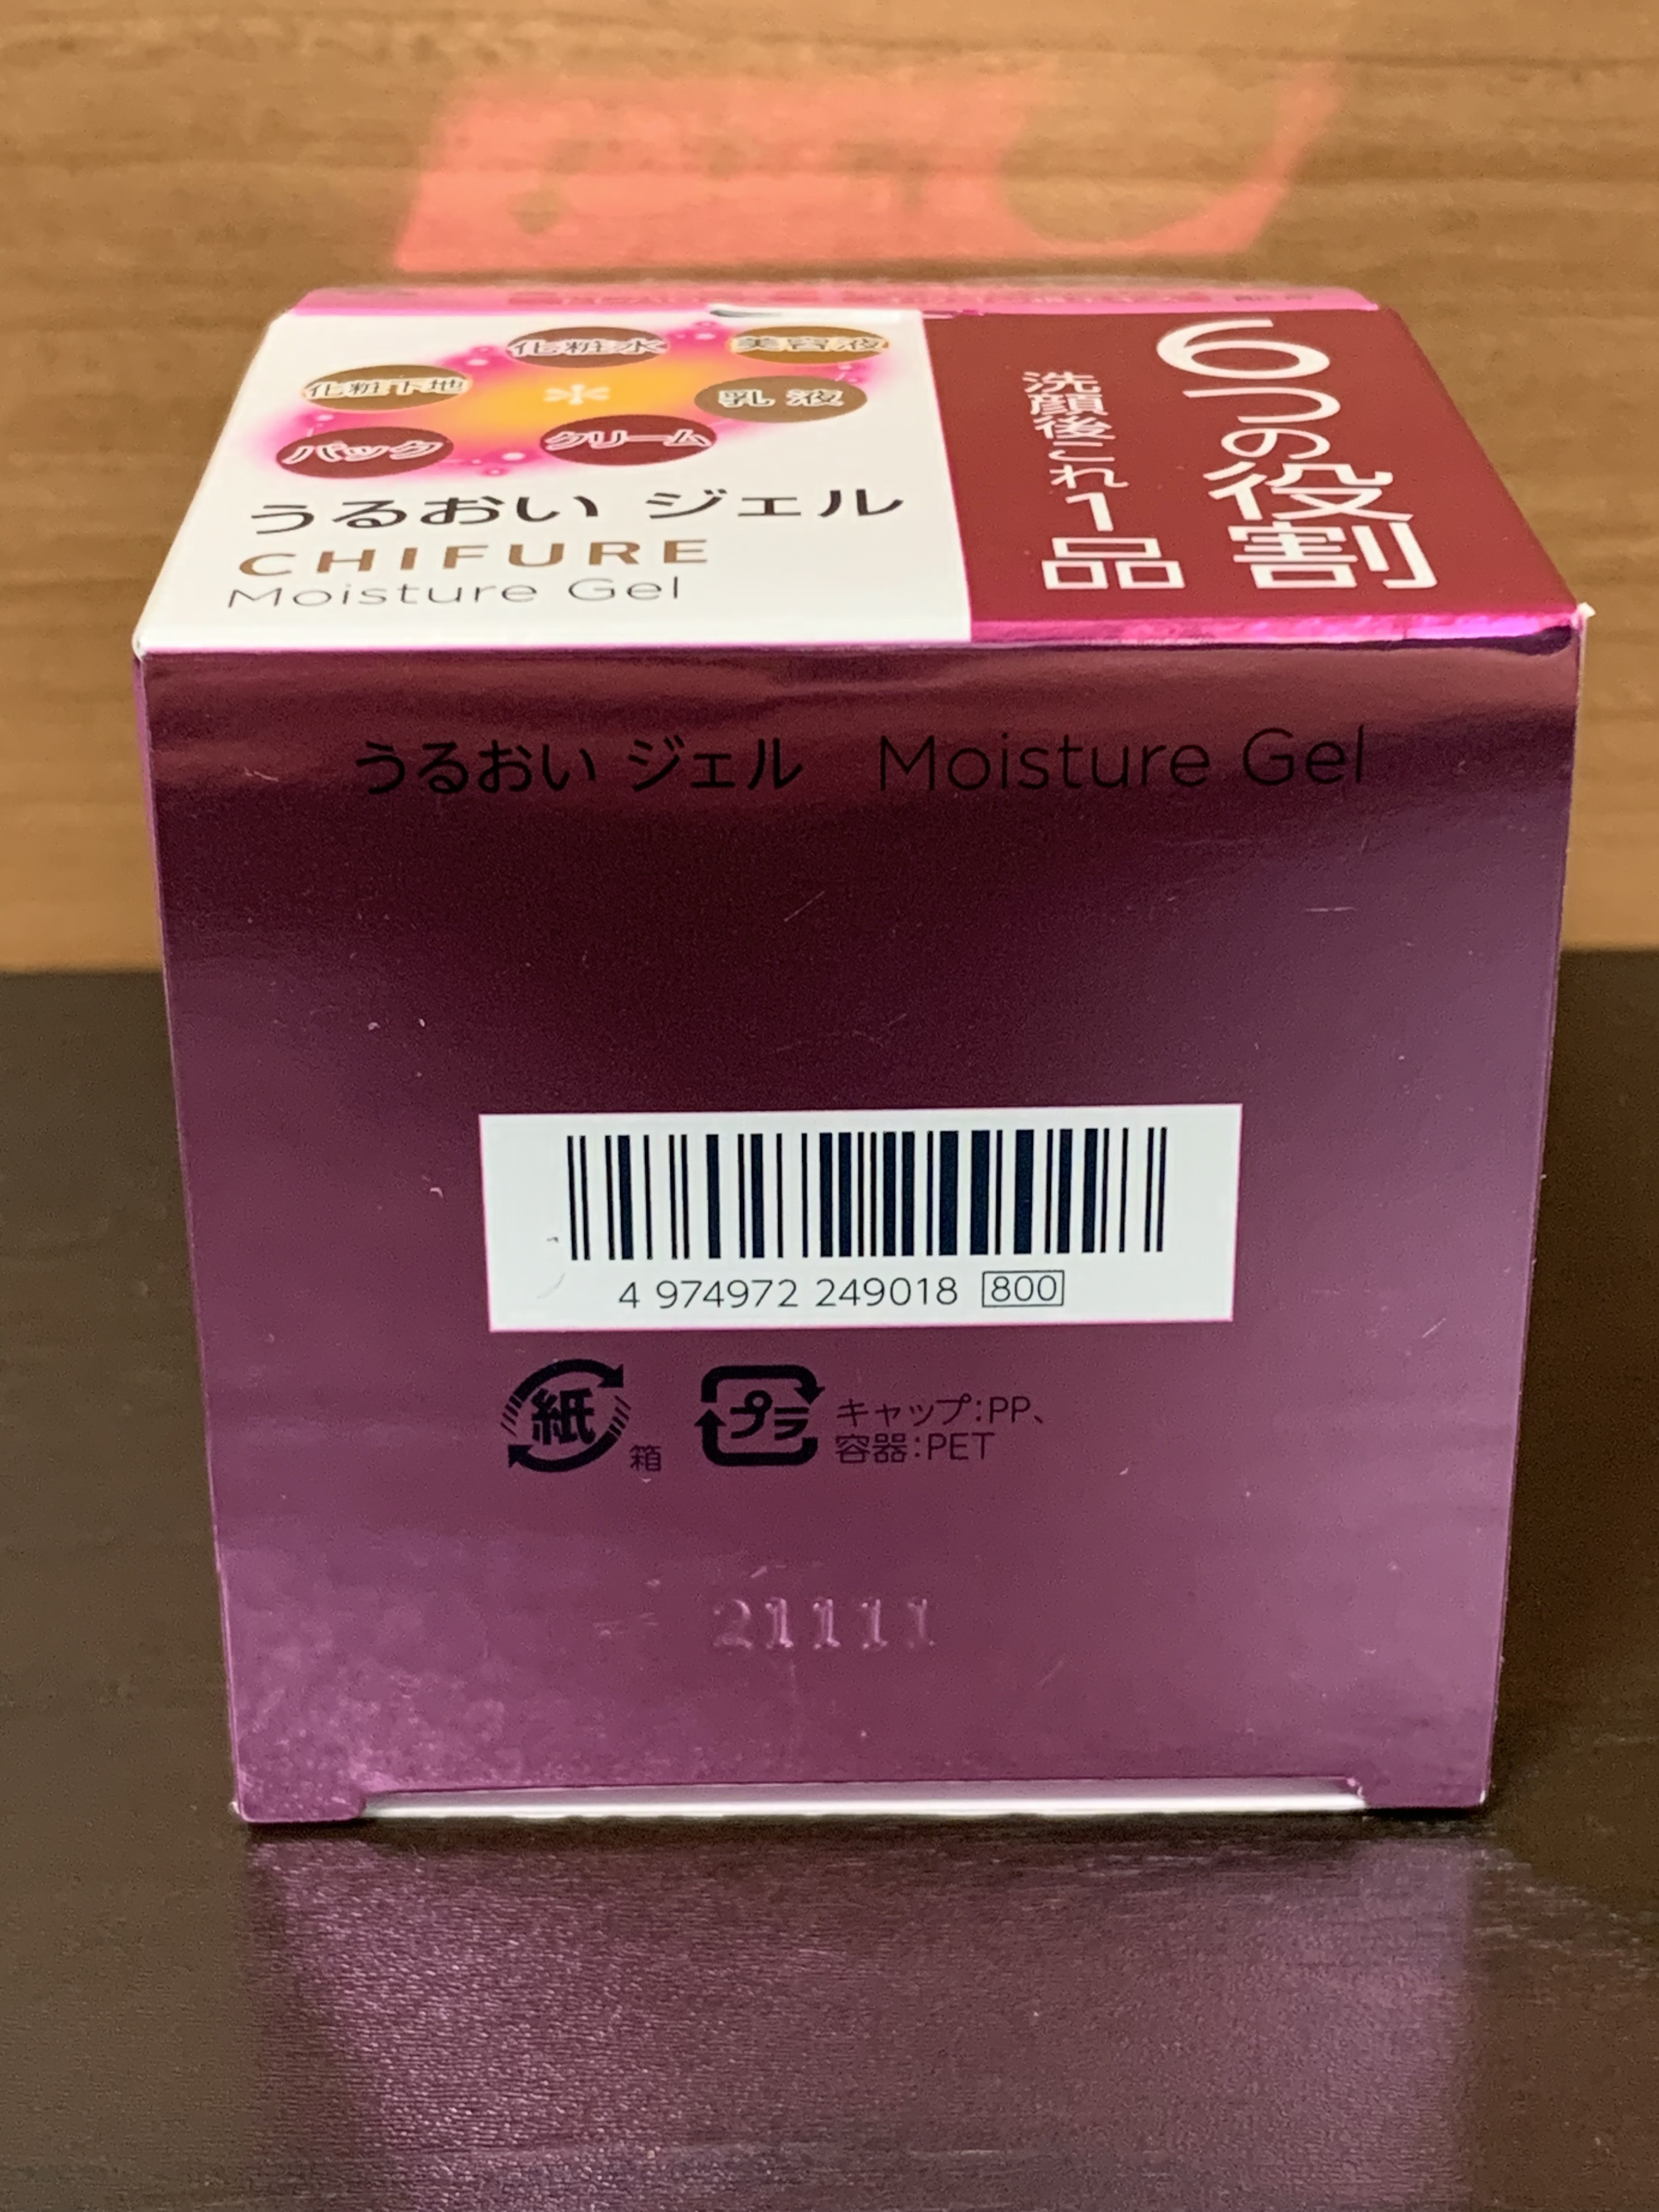 化粧水
美容液
化粧下地
乳液
パック
クリーム
うるおい ジェル
CHIFURE
Moisture Gel
6つの役割
洗顔後これ1品
うるおい ジェル Moisture Gel
4 974972 249018 800
紙
箱
プラ
キャップ:PP、
容器:PET
21111